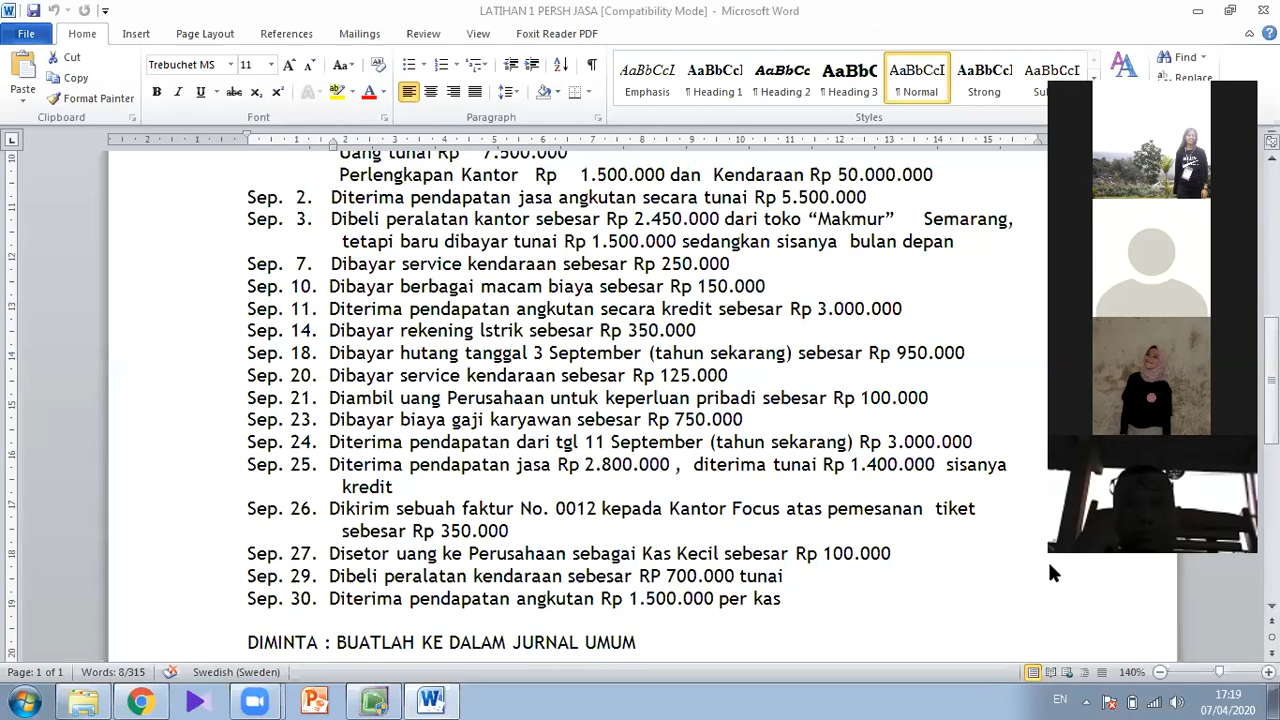 LATIHAN 1 PERSH JASA [Compatibility Mode] - Microsoft Word
File Home Insert Page Layout References Mailings Review View Foxit Reader PDF
Paste
Cut
Copy
Format Painter
Clipboard
Trebuchet MS 11
Font
Paragraph
AaBbCcI AaBbCcl AaBbCc AaBbC AaBbCcI AaBbCcI AaBbCcI
Emphasis ¶ Heading 1 ¶ Heading 2 ¶ Heading 3 ¶ Normal Strong
Styles
Find
Replace
Uang tunai Rp 7.500.000
Perlengkapan Kantor Rp 1.500.000 dan Kendaraan Rp 50.000.000
Sep. 2. Diterima pendapatan jasa angkutan secara tunai Rp 5.500.000
Sep. 3. Dibeli peralatan kantor sebesar Rp 2.450.000 dari toko “Makmur” Semarang,
tetapi baru dibayar tunai Rp 1.500.000 sedangkan sisanya bulan depan
Sep. 7. Dibayar service kendaraan sebesar Rp 250.000
Sep. 10. Dibayar berbagai macam biaya sebesar Rp 150.000
Sep. 11. Diterima pendapatan angkutan secara kredit sebesar Rp 3.000.000
Sep. 14. Dibayar rekening lstrik sebesar Rp 350.000
Sep. 18. Dibayar hutang tanggal 3 September (tahun sekarang) sebesar Rp 950.000
Sep. 20. Dibayar service kendaraan sebesar Rp 125.000
Sep. 21. Diambil uang Perusahaan untuk keperluan pribadi sebesar Rp 100.000
Sep. 23. Dibayar biaya gaji karyawan sebesar Rp 750.000
Sep. 24. Diterima pendapatan dari tgl 11 September (tahun sekarang) Rp 3.000.000
Sep. 25. Diterima pendapatan jasa Rp 2.800.000 , diterima tunai Rp 1.400.000 sisanya
kredit
Sep. 26. Dikirim sebuah faktur No. 0012 kepada Kantor Focus atas pemesanan tiket
sebesar Rp 350.000
Sep. 27. Disetor uang ke Perusahaan sebagai Kas Kecil sebesar Rp 100.000
Sep. 29. Dibeli peralatan kendaraan sebesar RP 700.000 tunai
Sep. 30. Diterima pendapatan angkutan Rp 1.500.000 per kas
DIMINTA : BUATLAH KE DALAM JURNAL UMUM
Page: 1 of 1 Words: 8/315 Swedish (Sweden) 140%
EN 17:19
07/04/2020